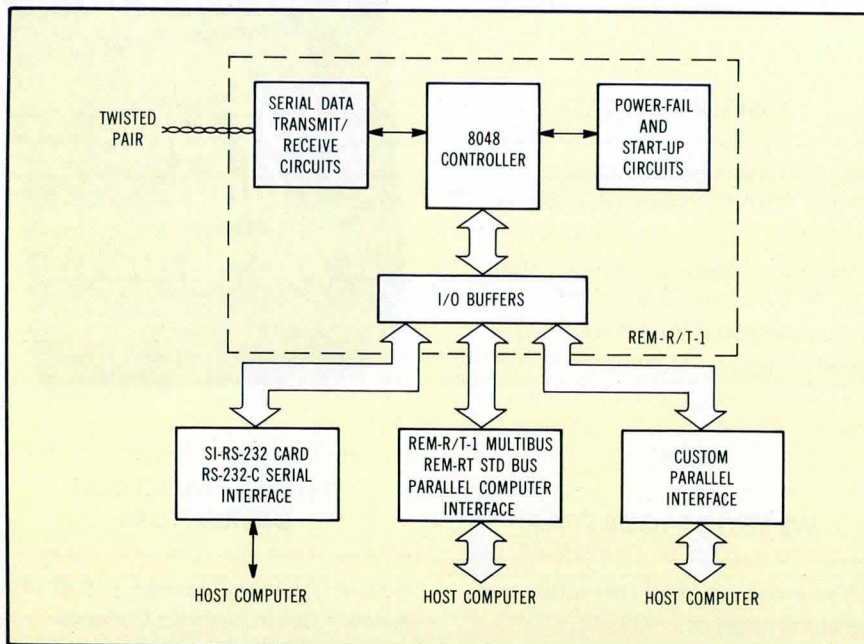 TWISTED
PAIR
SERIAL DATA
TRANSMIT/
RECEIVE
CIRCUITS
8048
CONTROLLER
POWER-FAIL
AND
START-UP
CIRCUITS
I/O BUFFERS
REM-R/T-1
SI-RS-232 CARD
RS-232-C SERIAL
INTERFACE
REM-R/T-1 MULTIBUS
REM-RT STD BUS
PARALLEL COMPUTER
INTERFACE
CUSTOM
PARALLEL
INTERFACE
HOST COMPUTER
HOST COMPUTER
HOST COMPUTER